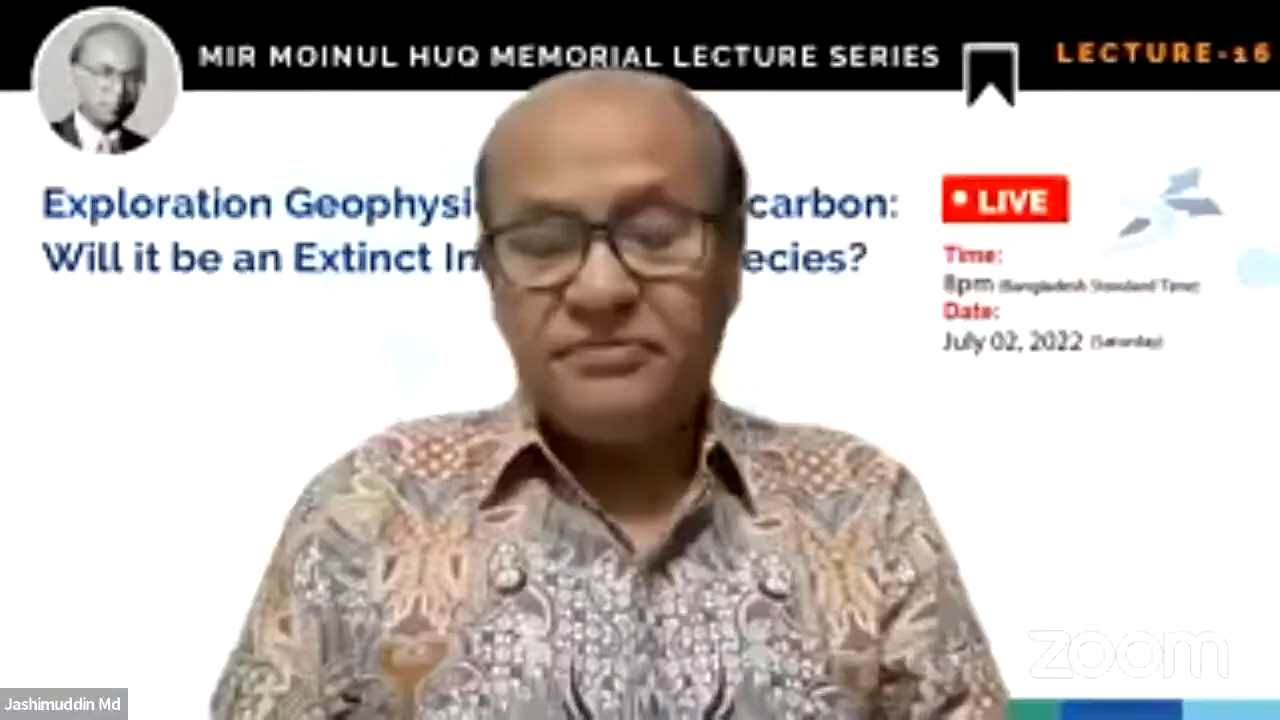 MIR MOINUL HUQ MEMORIAL LECTURE SERIES
LECTURE-16
Exploration Geophysi carbon:
Will it be an Extinct In ecies?
LIVE
Time:
8pm (Bangladesh Standard Time)
Date:
July 02, 2022 (Saturday)
zoom
Jashimuddin Md